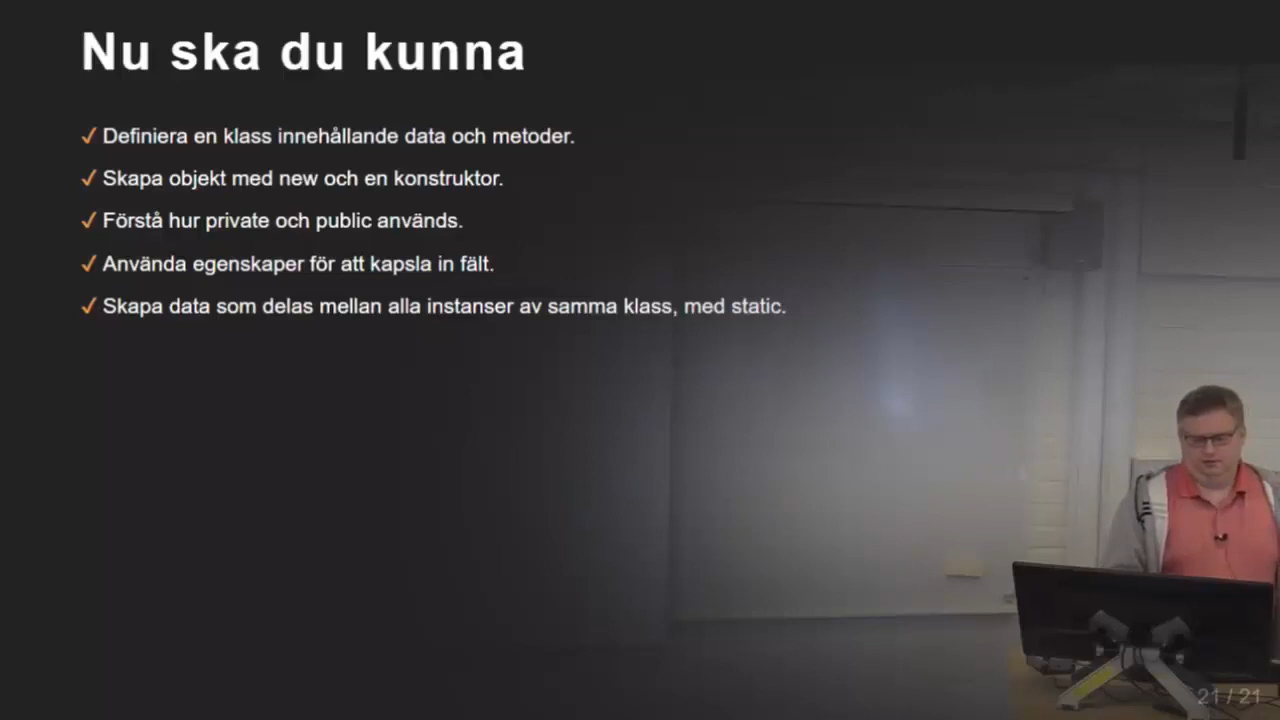 Nu ska du kunna
✓ Definiera en klass innehållande data och metoder.
✓ Skapa objekt med new och en konstruktor.
✓ Förstå hur private och public används.
✓ Använda egenskaper för att kapsla in fält.
✓ Skapa data som delas mellan alla instanser av samma klass, med static.
21 / 21